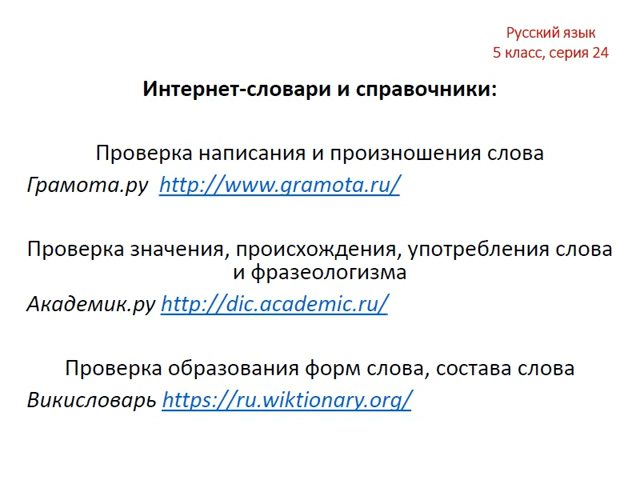 Русский язык
5 класс, серия 24
Интернет-словари и справочники:
Проверка написания и произношения слова
Грамота.ру http://www.gramota.ru/
Проверка значения, происхождения, употребления слова
и фразеологизма
Академик.ру http://dic.academic.ru/
Проверка образования форм слова, состава слова
Викисловарь https://ru.wiktionary.org/